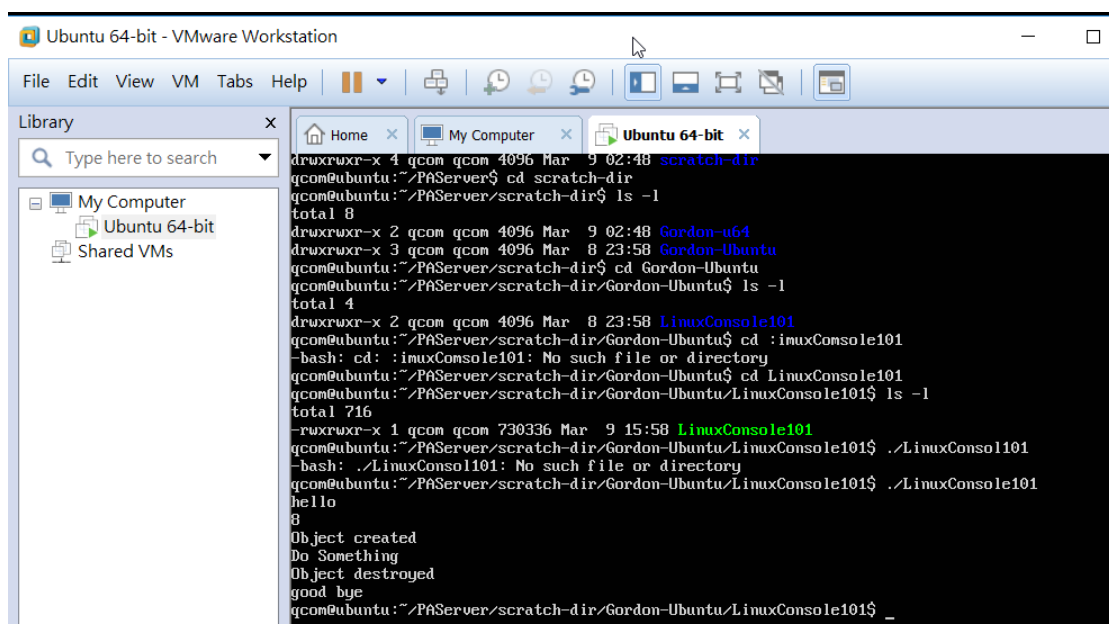 Ubuntu 64-bit - VMware Workstation
File Edit View VM Tabs Help
Library x
Type here to search
My Computer
Ubuntu 64-bit
Shared VMs
Home × My Computer × Ubuntu 64-bit ×
drwxrwxr-x 4 qcom qcom 4096 Mar  9 02:48 scratch-dir
qcom@ubuntu:~/PAServer$ cd scratch-dir
qcom@ubuntu:~/PAServer/scratch-dir$ ls -l
total 8
drwxrwxr-x 2 qcom qcom 4096 Mar  9 02:48 Gordon-u64
drwxrwxr-x 3 qcom qcom 4096 Mar  8 23:58 Gordon-Ubuntu
qcom@ubuntu:~/PAServer/scratch-dir$ cd Gordon-Ubuntu
qcom@ubuntu:~/PAServer/scratch-dir/Gordon-Ubuntu$ ls -l
total 4
drwxrwxr-x 2 qcom qcom 4096 Mar  8 23:58 LinuxConsole101
qcom@ubuntu:~/PAServer/scratch-dir/Gordon-Ubuntu$ cd :imuxComsole101
-bash: cd: :imuxComsole101: No such file or directory
qcom@ubuntu:~/PAServer/scratch-dir/Gordon-Ubuntu$ cd LinuxConsole101
qcom@ubuntu:~/PAServer/scratch-dir/Gordon-Ubuntu/LinuxConsole101$ ls -l
total 716
-rwxrwxr-x 1 qcom qcom 730336 Mar  9 15:58 LinuxConsole101
qcom@ubuntu:~/PAServer/scratch-dir/Gordon-Ubuntu/LinuxConsole101$ ./LinuxConsol101
-bash: ./LinuxConsol101: No such file or directory
qcom@ubuntu:~/PAServer/scratch-dir/Gordon-Ubuntu/LinuxConsole101$ ./LinuxConsole101
hello
8
Object created
Do Something
Object destroyed
good bye
qcom@ubuntu:~/PAServer/scratch-dir/Gordon-Ubuntu/LinuxConsole101$ _